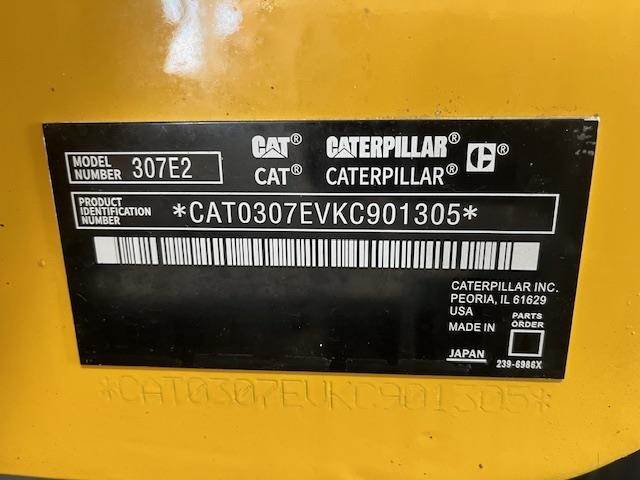 CAT® CATERPILLAR® C®
MODEL NUMBER 307E2
CAT® CATERPILLAR®
PRODUCT IDENTIFICATION NUMBER *CAT0307EVKC901305*
CATERPILLAR INC.
PEORIA, IL 61629
USA
PARTS ORDER
MADE IN
JAPAN
239-6986X
*CAT0307EVKC901305*